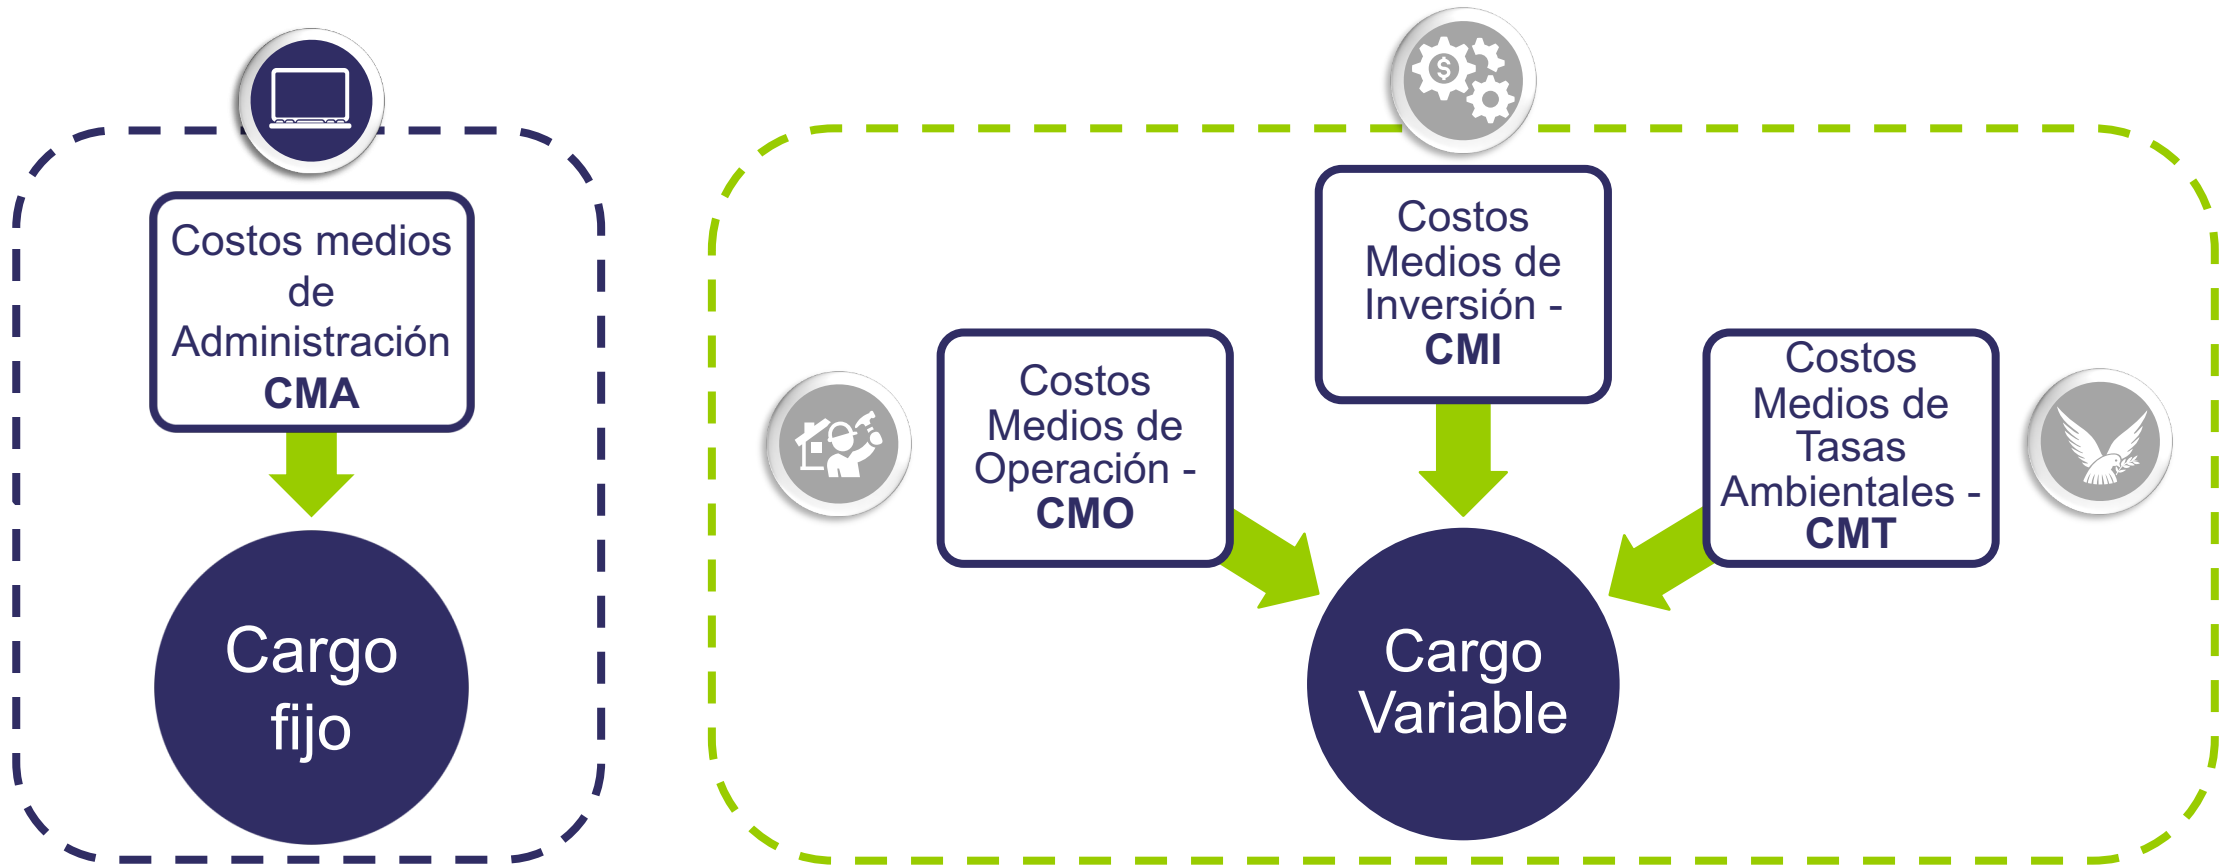 Costos medios
de
Administración
CMA
Cargo
fijo
$
Costos
Medios de
Inversión -
CMI
Costos
Medios de
Operación -
CMO
Costos
Medios de
Tasas
Ambientales -
CMT
Cargo
Variable